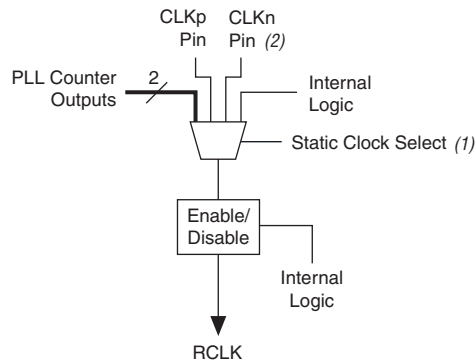 CLKp
Pin
CLKn
Pin (2)
PLL Counter
Outputs
2
Internal
Logic
Static Clock Select (1)
Enable/
Disable
Internal
Logic
RCLK